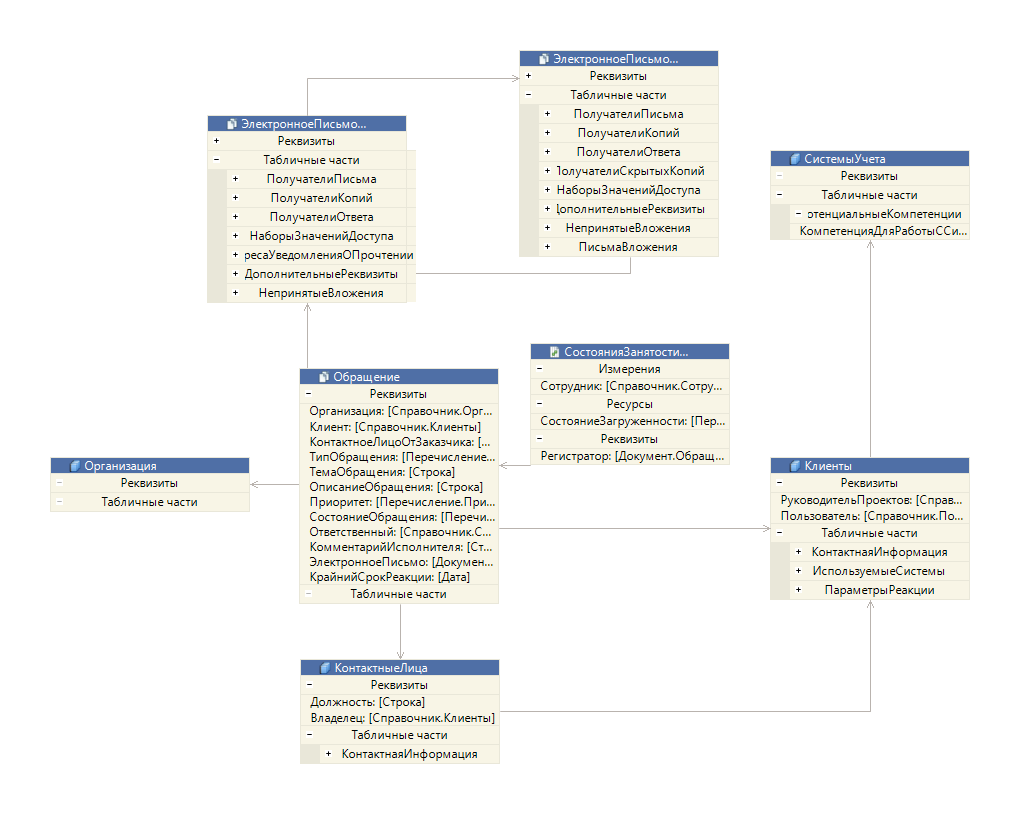 ЭлектронноеПисьмо...
+ Реквизиты
- Табличные части
+ ПолучателиПисьма
+ ПолучателиКопий
+ ПолучателиОтвета
+ ПолучателиСкрытыхКопий
+ НаборыЗначенийДоступа
+ ДополнительныеРеквизиты
+ НепринятыеВложения
+ ПисьмаВложения
ЭлектронноеПисьмо...
+ Реквизиты
- Табличные части
+ ПолучателиПисьма
+ ПолучателиКопий
+ ПолучателиОтвета
+ НаборыЗначенийДоступа
+ ресаУведомленияОПрочтении
+ ДополнительныеРеквизиты
+ НепринятыеВложения
СистемыУчета
- Реквизиты
- Табличные части
- отенциальныеКомпетенции
КомпетенцияДляРаботыССи...
СостоянияЗанятости...
- Измерения
Сотрудник: [Справочник.Сотру...
- Ресурсы
СостояниеЗагруженности: [Пер...
- Реквизиты
Регистратор: [Документ.Обращ...
Обращение
- Реквизиты
Организация: [Справочник.Орг...
Клиент: [Справочник.Клиенты]
КонтактноеЛицоОтЗаказчика: [...
ТипОбращения: [Перечисление...
ТемаОбращения: [Строка]
ОписаниеОбращения: [Строка]
Приоритет: [Перечисление.При...
СостояниеОбращения: [Перечи...
Ответственный: [Справочник.С...
КомментарийИсполнителя: [Ст...
ЭлектронноеПисьмо: [Докумен...
КрайнийСрокРеакции: [Дата]
- Табличные части
Организация
- Реквизиты
- Табличные части
Клиенты
- Реквизиты
РуководительПроектов: [Справ...
Пользователь: [Справочник.По...
- Табличные части
+ КонтактнаяИнформация
+ ИспользуемыеСистемы
+ ПараметрыРеакции
КонтактныеЛица
- Реквизиты
Должность: [Строка]
Владелец: [Справочник.Клиенты]
- Табличные части
+ КонтактнаяИнформация